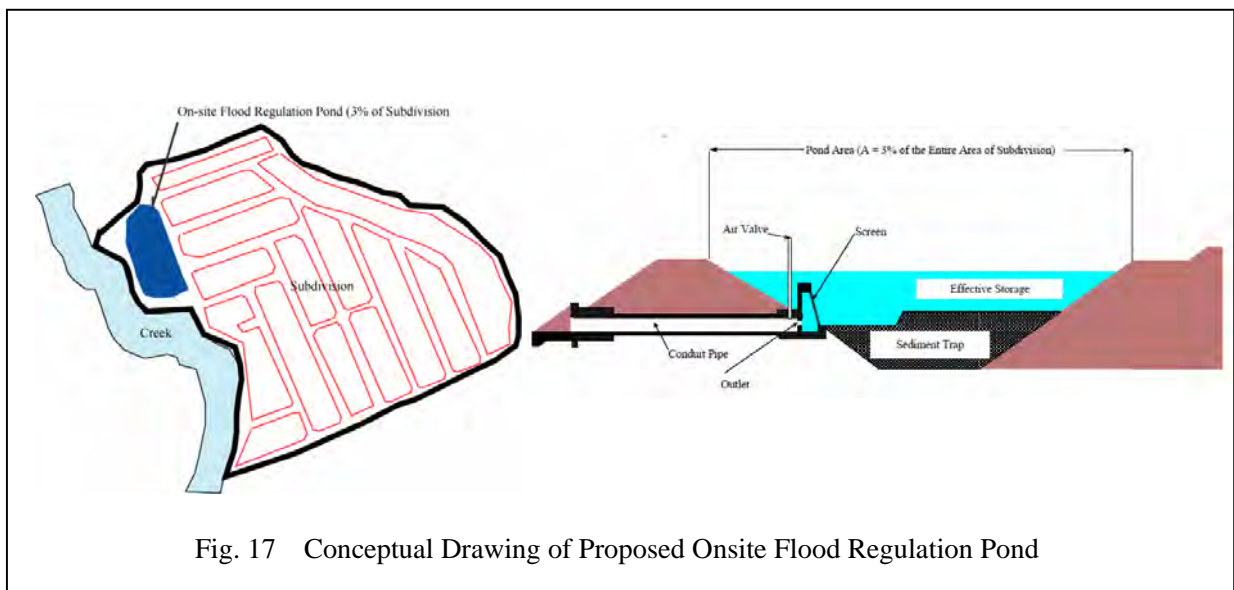 On-site Flood Regulation Pond (3% of Subdivision
Subdivision
Creek
Pond Area (A = 3% of the Entire Area of Subdivision)
Air Valve
Screen
Effective Storage
Sediment Trap
Conduit Pipe
Outlet
Fig. 17 Conceptual Drawing of Proposed Onsite Flood Regulation Pond